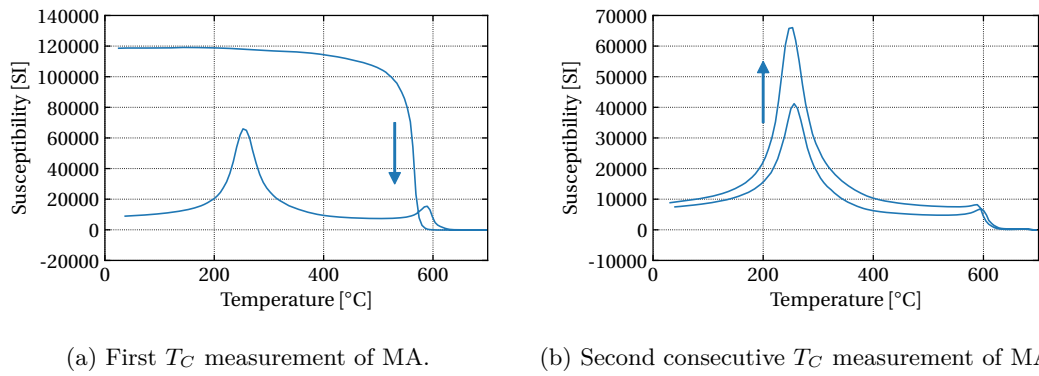 140000
120000
100000
80000
60000
40000
20000
0
-20000
Susceptibility [SI]
0 200 400 600
Temperature [°C]
(a) First T_C measurement of MA.
70000
60000
50000
40000
30000
20000
10000
0
-10000
Susceptibility [SI]
0 200 400 600
Temperature [°C]
(b) Second consecutive T_C measurement of MA